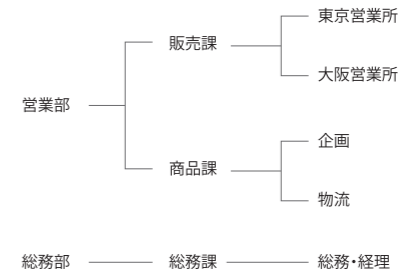 東京営業所
販売課
大阪営業所
営業部
企画
商品課
物流
総務部
総務課
総務・経理